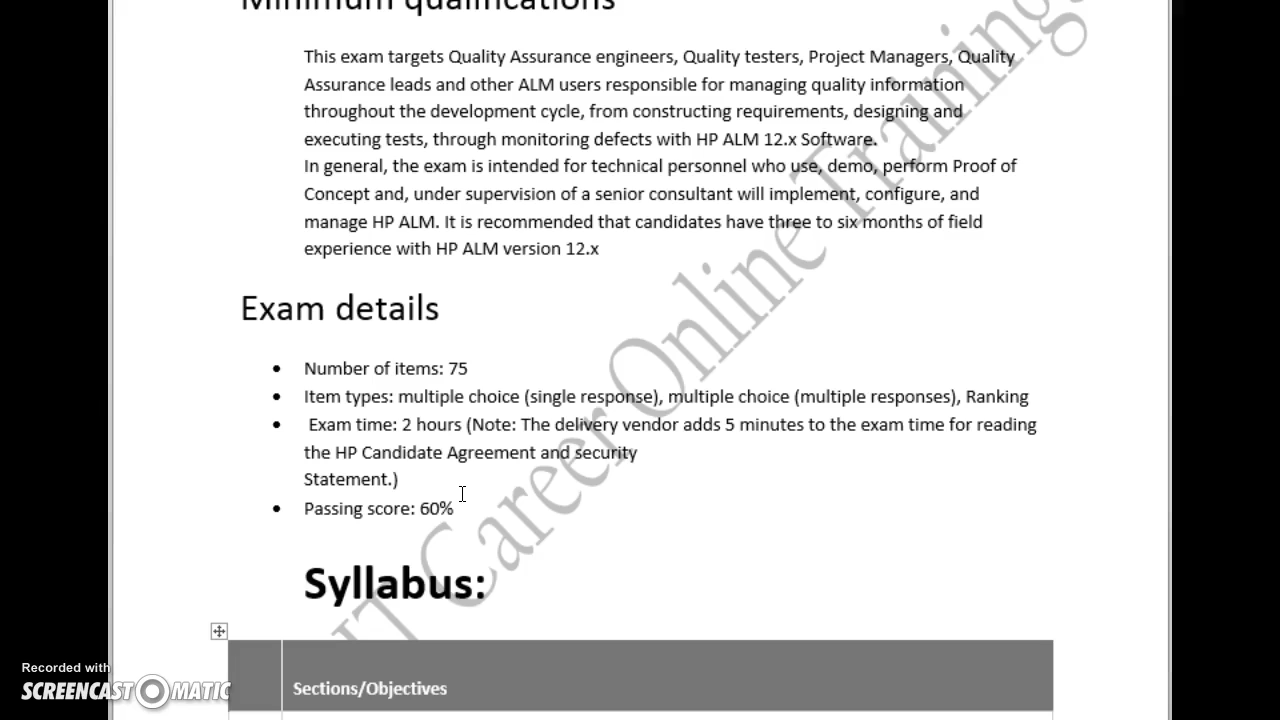 Minimum qualifications
This exam targets Quality Assurance engineers, Quality testers, Project Managers, Quality
Assurance leads and other ALM users responsible for managing quality information
throughout the development cycle, from constructing requirements, designing and
executing tests, through monitoring defects with HP ALM 12.x Software.
In general, the exam is intended for technical personnel who use, demo, perform Proof of
Concept and, under supervision of a senior consultant will implement, configure, and
manage HP ALM. It is recommended that candidates have three to six months of field
experience with HP ALM version 12.x
Exam details
• Number of items: 75
• Item types: multiple choice (single response), multiple choice (multiple responses), Ranking
• Exam time: 2 hours (Note: The delivery vendor adds 5 minutes to the exam time for reading
the HP Candidate Agreement and security
Statement.)
• Passing score: 60%
Syllabus:
Sections/Objectives
IT Career Online Trainings
Recorded with
SCREENCAST-O-MATIC